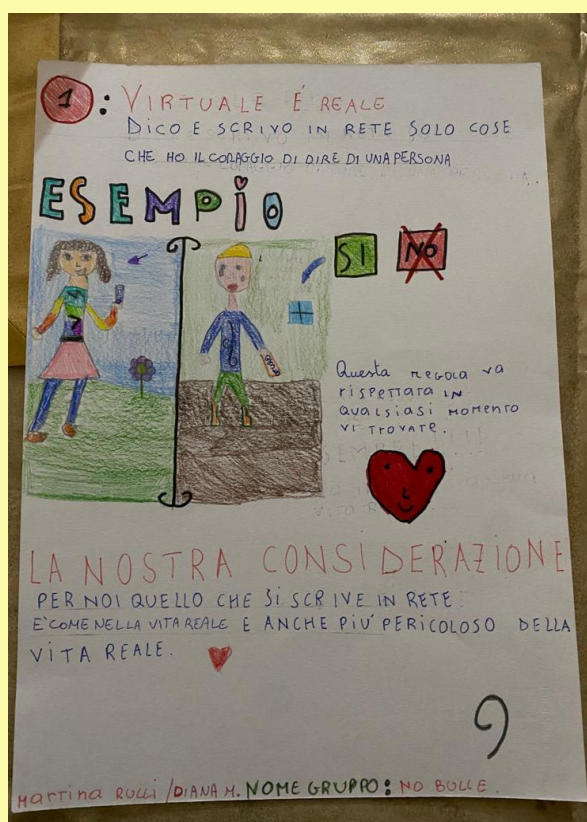 1: VIRTUALE É REALE
DICO E SCRIVO IN RETE SOLO COSE
CHE HO IL CORAGGIO DI DIRE DI UNA PERSONA
ESEMPIO
SI NO
Questa regola va
rispettata in
qualsiasi momento
vi trovate.
LA NOSTRA CONSIDERAZIONE
PER NOI QUELLO CHE SI SCRIVE IN RETE
E' COME NELLA VITA REALE E ANCHE PIU' PERICOLOSO DELLA
VITA REALE.
Martina Rulli / DIANA M. NOME GRUPPO: NO BULLE.